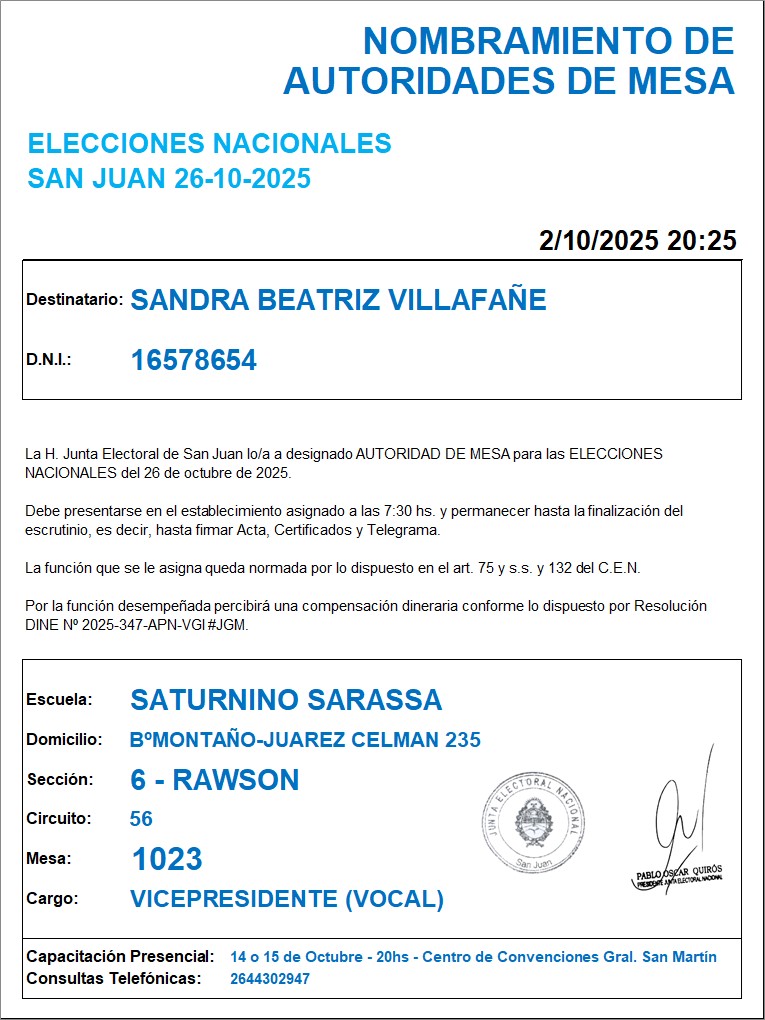 NOMBRAMIENTO DE
AUTORIDADES DE MESA
ELECCIONES NACIONALES
SAN JUAN 26-10-2025
2/10/2025 20:25
Destinatario: SANDRA BEATRIZ VILLAFAÑE
D.N.I.: 16578654
La H. Junta Electoral de San Juan lo/a a designado AUTORIDAD DE MESA para las ELECCIONES
NACIONALES del 26 de octubre de 2025.
Debe presentarse en el establecimiento asignado a las 7:30 hs. y permanecer hasta la finalización del
escrutinio, es decir, hasta firmar Acta, Certificados y Telegrama.
La función que se le asigna queda normada por lo dispuesto en el art. 75 y s.s. y 132 del C.E.N.
Por la función desempeñada percibirá una compensación dineraria conforme lo dispuesto por Resolución
DINE Nº 2025-347-APN-VGI#JGM.
Escuela: SATURNINO SARASSA
Domicilio: BºMONTAÑO-JUAREZ CELMAN 235
Sección: 6 - RAWSON
Circuito: 56
Mesa: 1023
Cargo: VICEPRESIDENTE (VOCAL)
JUNTA ELECTORAL NACIONAL
San Juan
PABLO OSCAR QUIRÓS
PRESIDENTE JUNTA ELECTORAL NACIONAL
Capacitación Presencial: 14 o 15 de Octubre - 20hs - Centro de Convenciones Gral. San Martín
Consultas Telefónicas: 2644302947